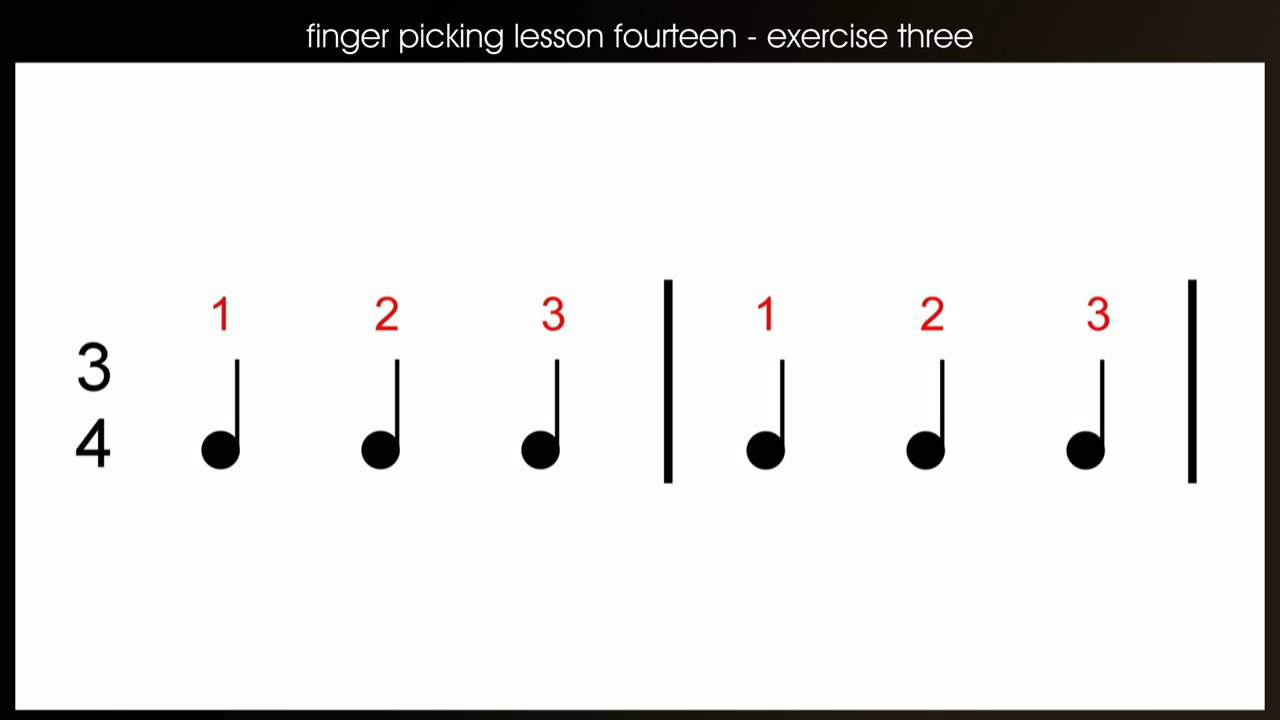 finger picking lesson fourteen - exercise three
1 2 3 1 2 3
3
4